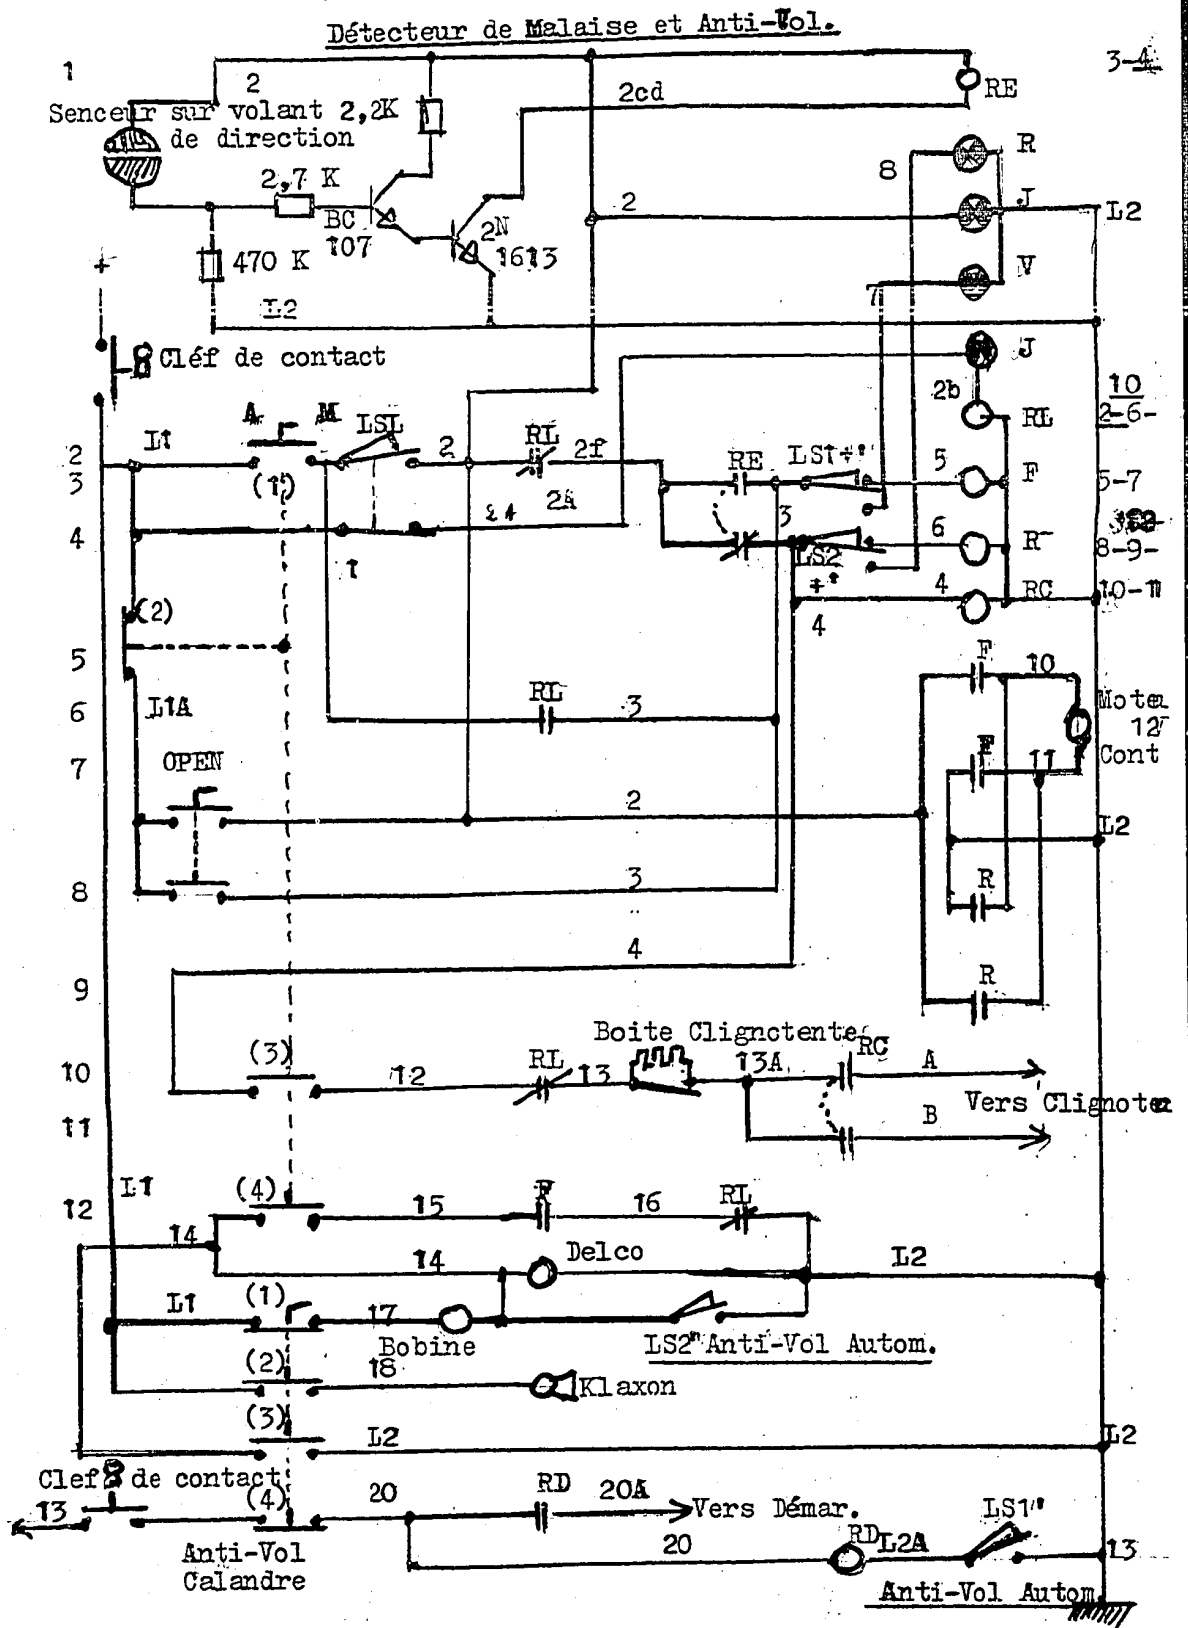 Détecteur de Malaise et Anti-Vol.
1
2
2cd
RE
3-4
Senceur sur volant 2,2K
de direction
8
R
2,7 K
BC
107
2N
1613
2
J
L2
470 K
+
V
7
L2
Cléf de contact
J
2b
10
RL
2-6-
A
M
LSL
L1
2
RL
2f
2
3
(1)
RE
LS1+"
5
F
5-7
2A
2A
3
4
1
LS2
+"
6
R
8-9-
4
RC
10-11
4
(2)
5
F
10
L1A
6
RL
3
Moteu
12
Cont
7
OPEN
F
11
2
L2
8
3
R
4
9
R
Boite Clignotente
(3)
10
12
RL
13
13A
RC
A
Vers Clignoteu
11
B
L1
12
(4)
15
F
16
RL
14
14
Delco
L2
L1
(1)
17
Bobine
LS2" Anti-Vol Autom.
(2)
18
Klaxon
(3)
L2
L2
Clef de contact
13
(4)
20
RD
20A
Vers Démar.
LS1"
20
RD
L2A
13
Anti-Vol
Calandre
Anti-Vol Autom.